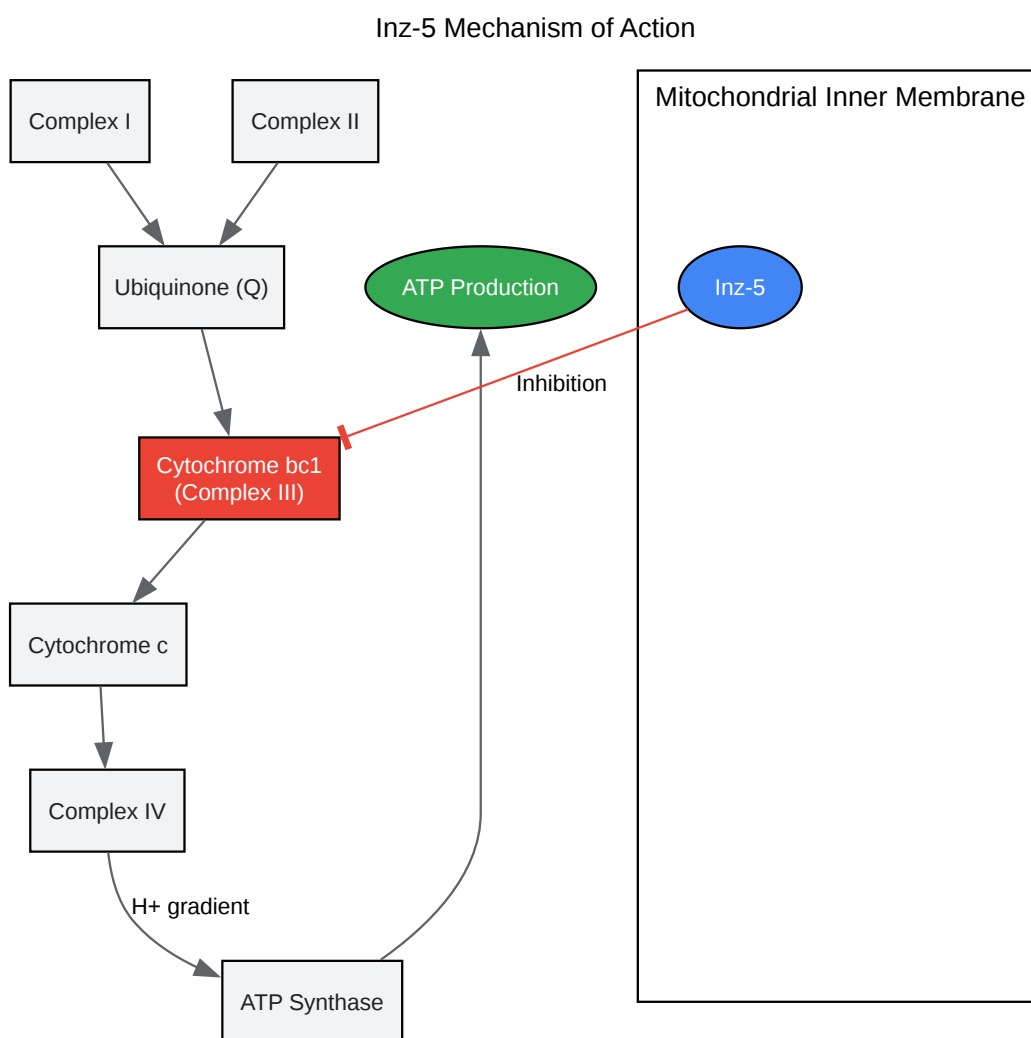 Inz-5 Mechanism of Action
Mitochondrial Inner Membrane
Complex I
Complex II
Ubiquinone (Q)
ATP Production
Inz-5
Inhibition
Cytochrome bc1
(Complex III)
Cytochrome c
Complex IV
H+ gradient
ATP Synthase